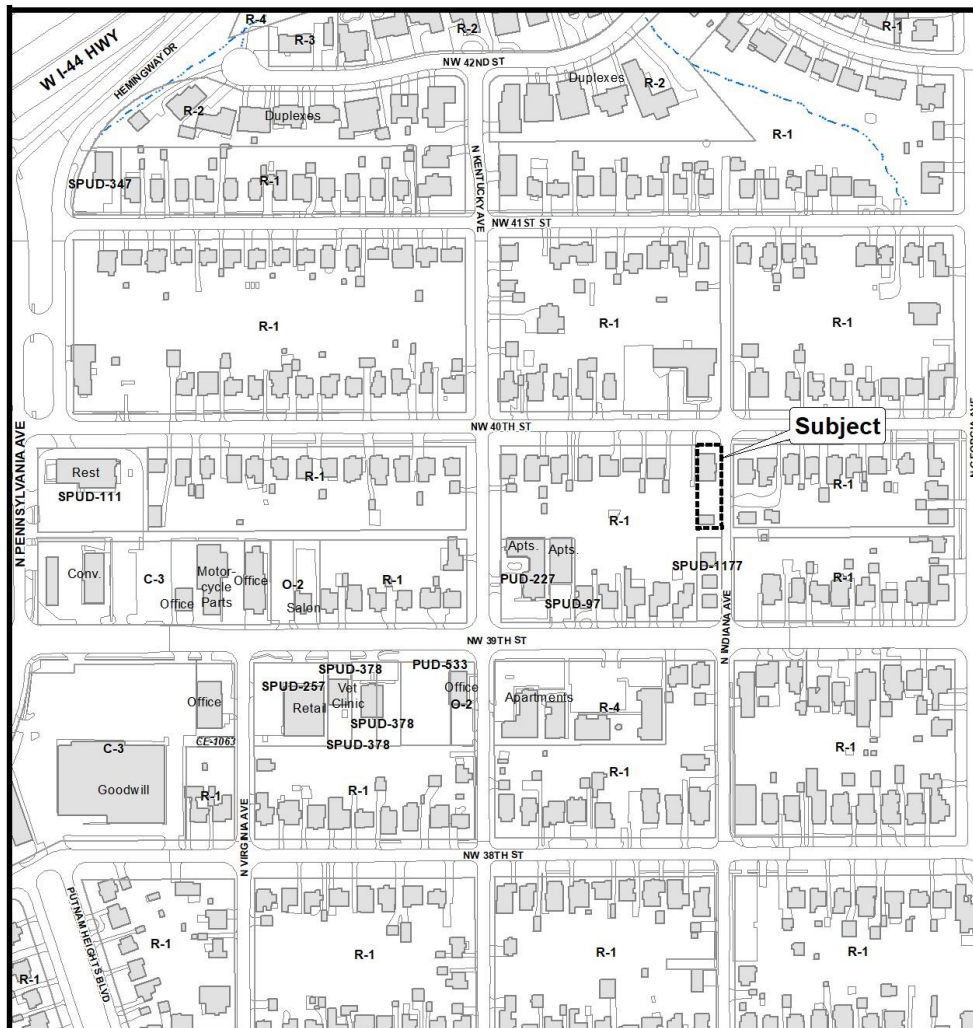 R-4
W I-44 HWY
HEMINGWAY DR
R-3
R-2
R-1
NW 42ND ST
Duplexes
R-2
R-2
Duplexes
R-1
N KENTUCKY AVE
SPUD-347
R-1
NW 41ST ST
R-1
R-1
R-1
NW 40TH ST
Subject
N PENNSYLVANIA AVE
Rest
SPUD-111
R-1
R-1
R-1
Apts.
Apts.
SPUD-1177
Conv.
C-3
Motor-
cycle
Parts
Office
Office
O-2
Salon
R-1
PUD-227
SPUD-97
R-1
N INDIANA AVE
NW 39TH ST
SPUD-378
PUD-533
SPUD-257
Vet
Clinic
Retail
Office
O-2
SPUD-378
SPUD-378
Office
Apartments
R-4
CE-1063
C-3
Goodwill
R-1
R-1
R-1
R-1
N VIRGINIA AVE
NW 38TH ST
PUTNAM HEIGHTS BLVD
R-1
R-1
R-1
R-1
R-1